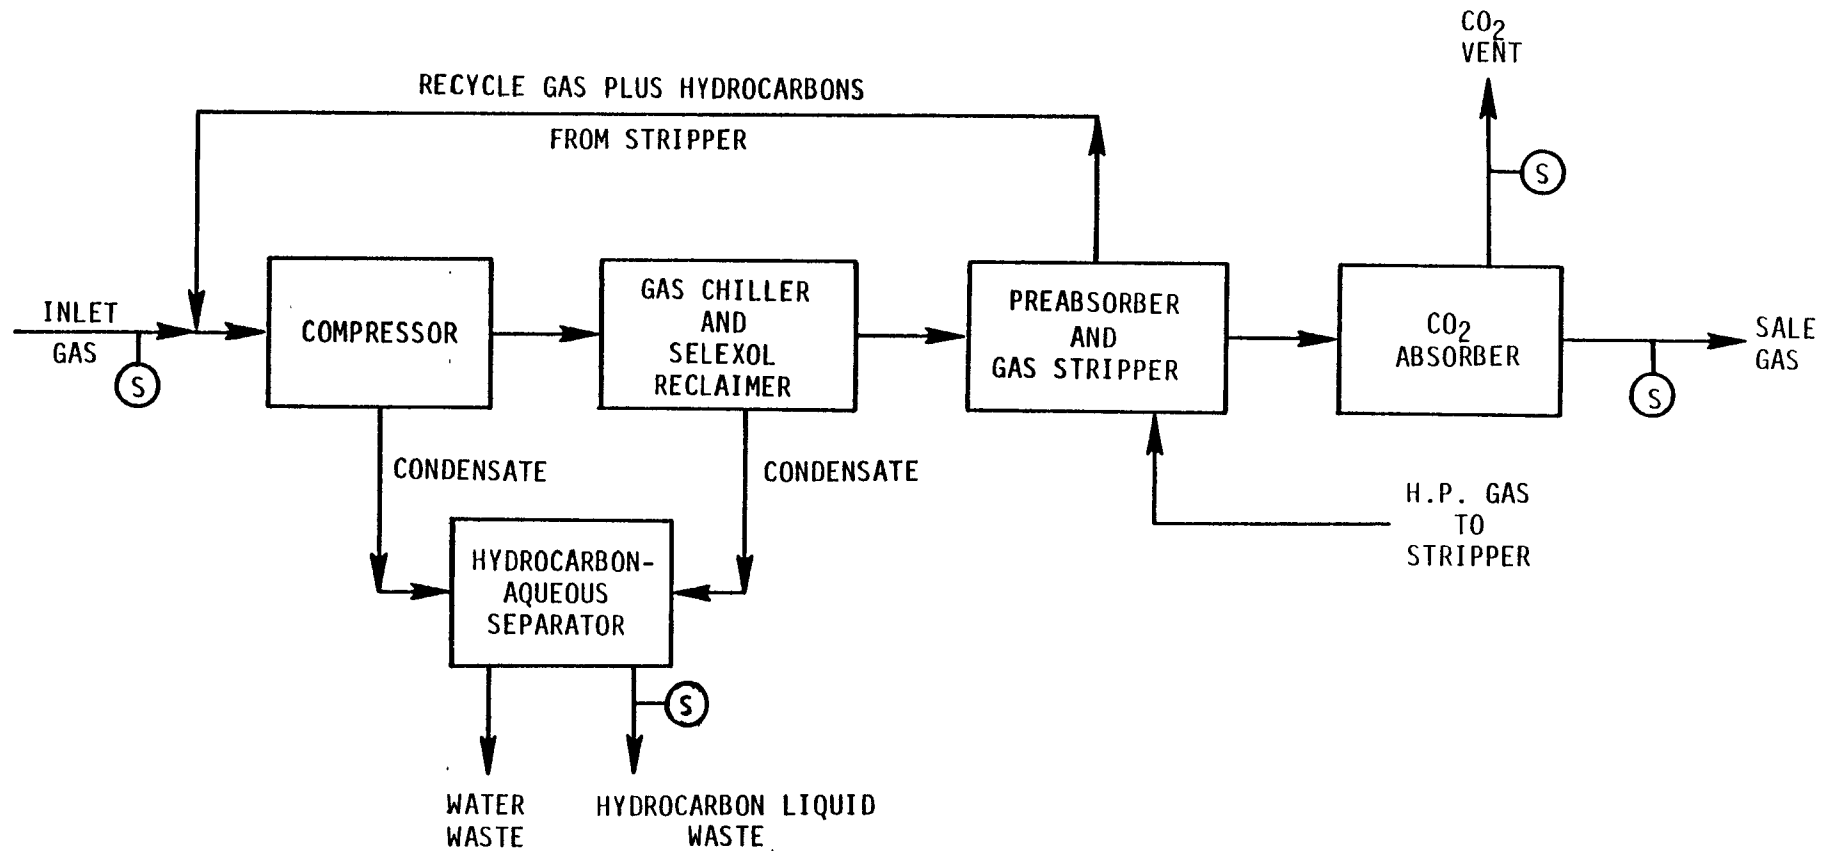 CO2
VENT
RECYCLE GAS PLUS HYDROCARBONS
FROM STRIPPER
S
INLET
GAS
S
COMPRESSOR
GAS CHILLER
AND
SELEXOL
RECLAIMER
PREABSORBER
AND
GAS STRIPPER
CO2
ABSORBER
SALE
GAS
S
CONDENSATE
CONDENSATE
H.P. GAS
TO
STRIPPER
HYDROCARBON-
AQUEOUS
SEPARATOR
S
WATER
WASTE
HYDROCARBON LIQUID
WASTE